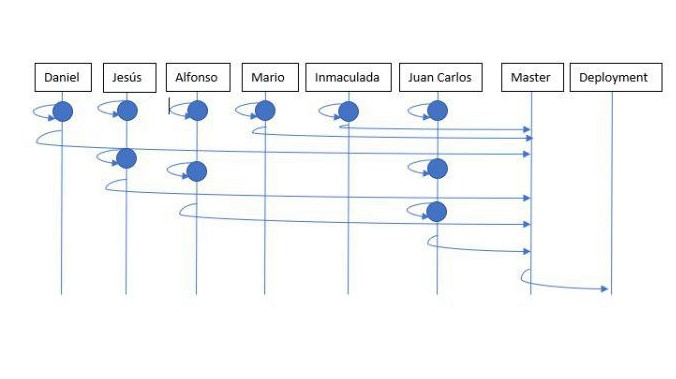 Daniel
Jesús
Alfonso
Mario
Inmaculada
Juan Carlos
Master
Deployment